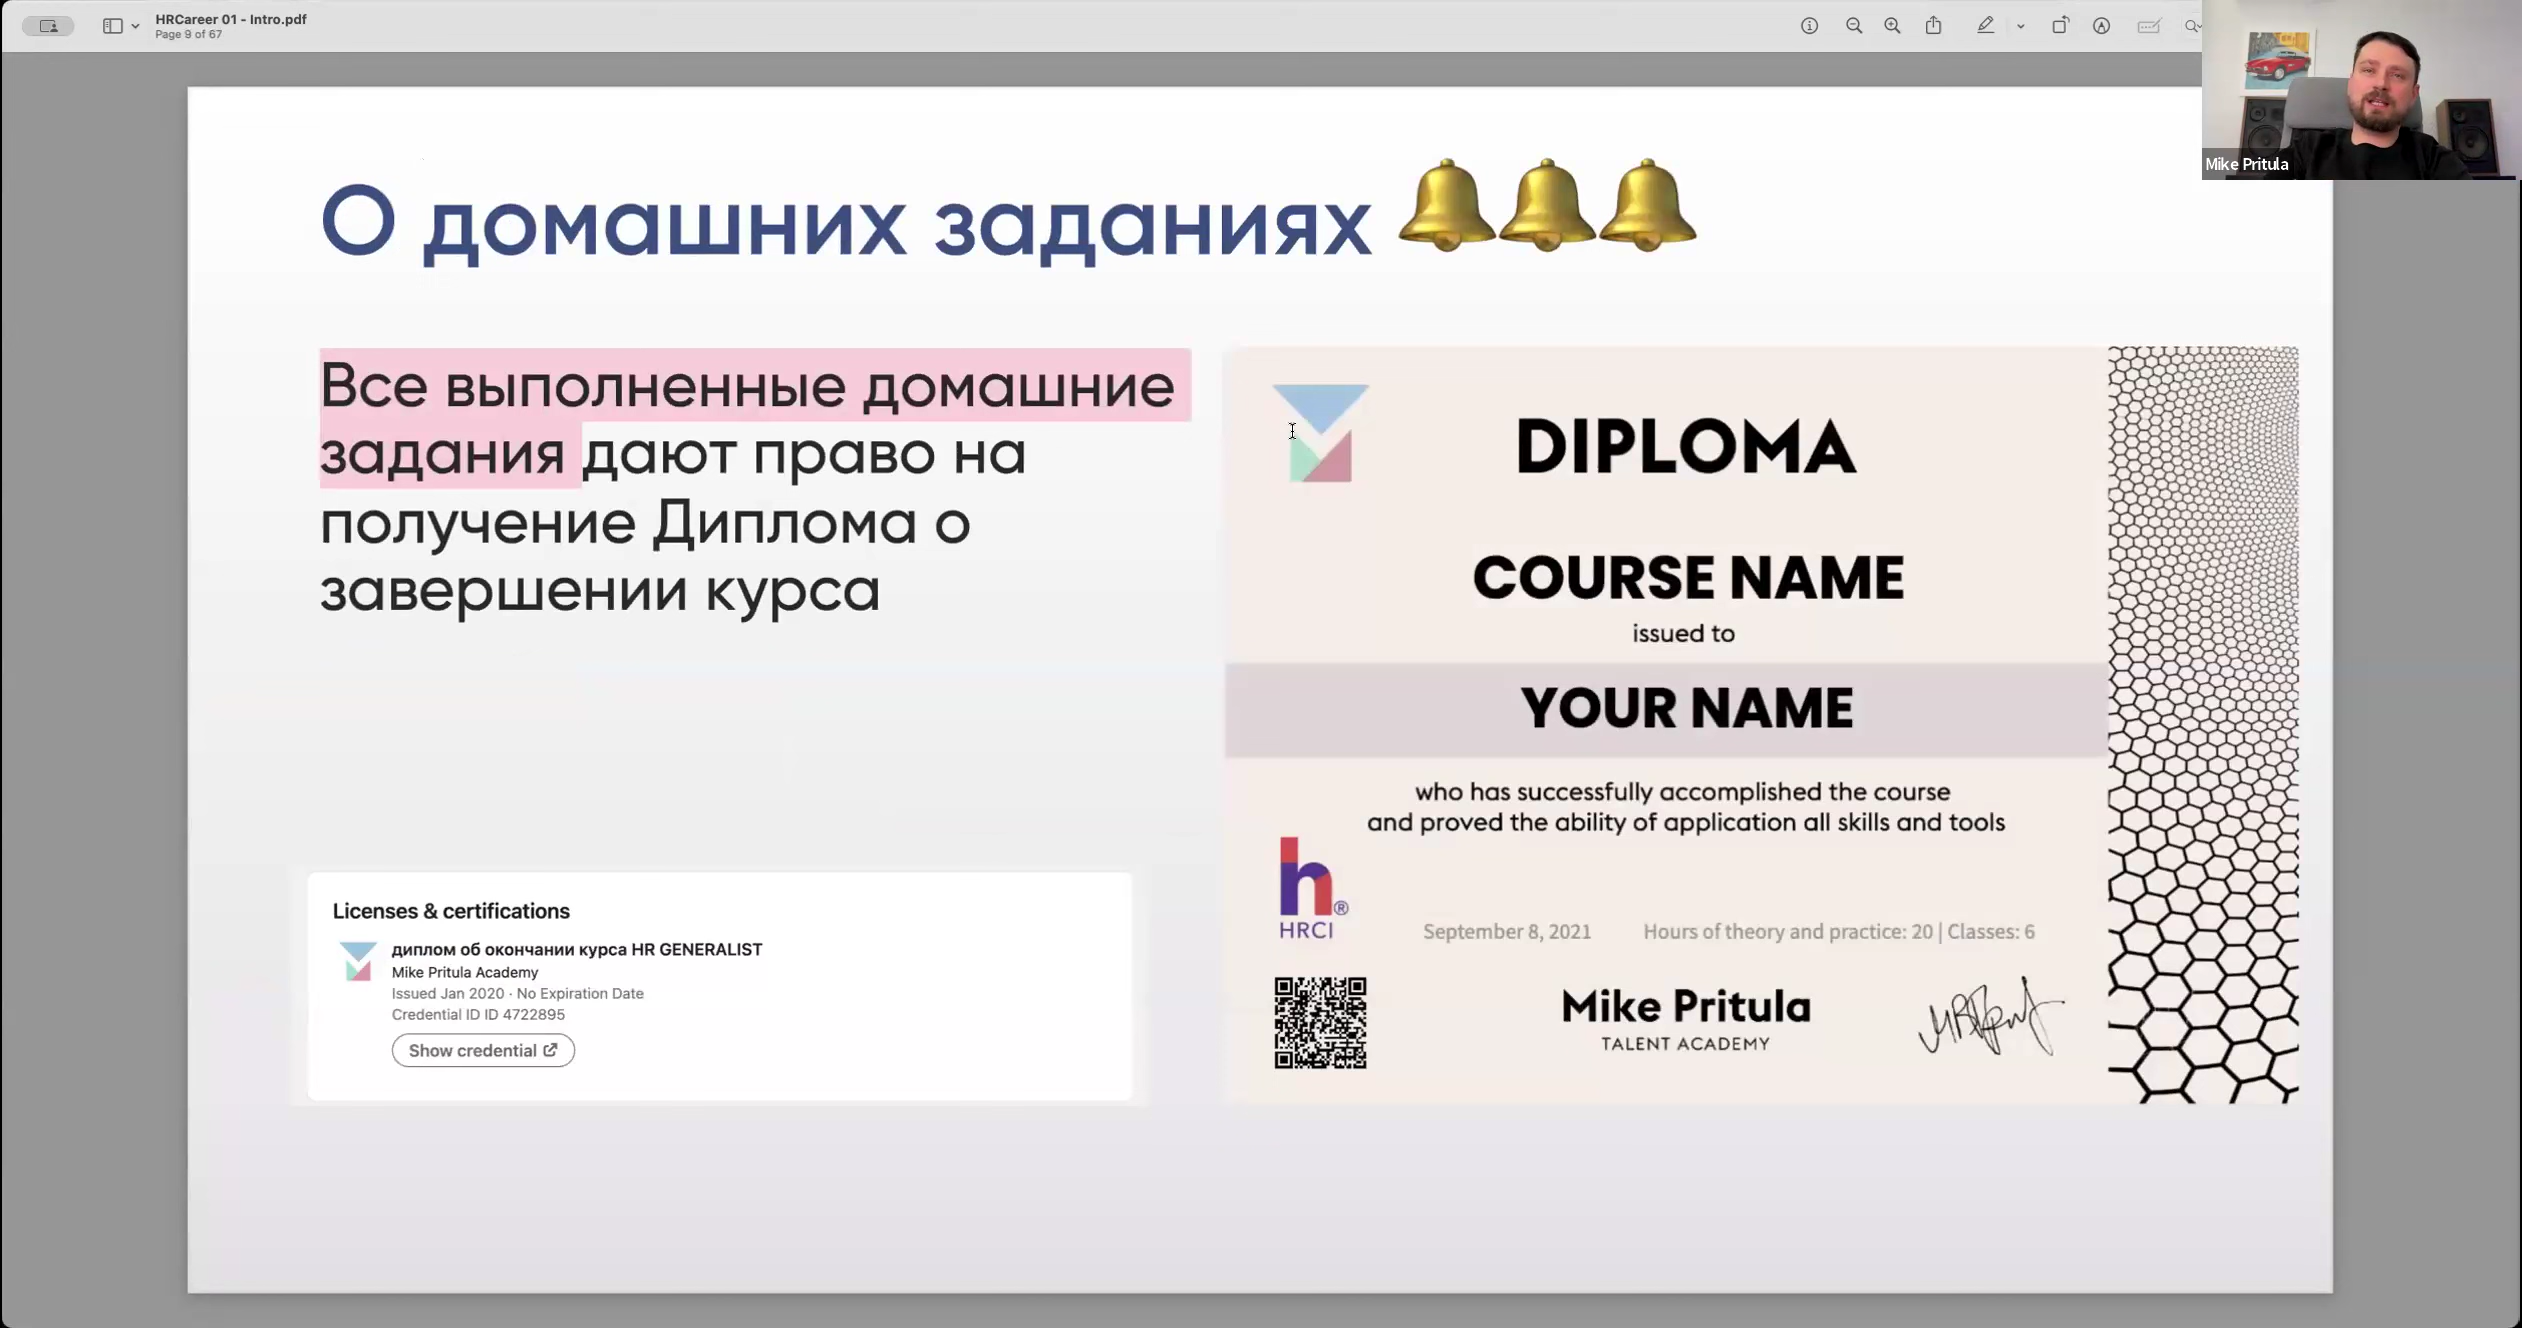 HRCareer 01 - Intro.pdf
Page 9 of 67
Mike Pritula
О домашних заданиях
Все выполненные домашние
задания дают право на
получение Диплома о
завершении курса
Licenses & certifications
диплом об окончании курса HR GENERALIST
Mike Pritula Academy
Issued Jan 2020 · No Expiration Date
Credential ID ID 4722895
Show credential
DIPLOMA
COURSE NAME
issued to
YOUR NAME
who has successfully accomplished the course
and proved the ability of application all skills and tools
h®
HRCI
September 8, 2021 Hours of theory and practice: 20 | Classes: 6
Mike Pritula
TALENT ACADEMY